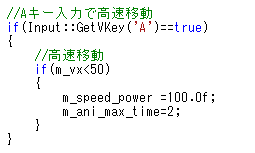 //Aキー入力で高速移動
if(Input::GetVKey('A')==true)
{
    //高速移動
    if(m_vx<50)
    {
        m_speed_power =100.0f;
        m_ani_max_time=2;
    }
}